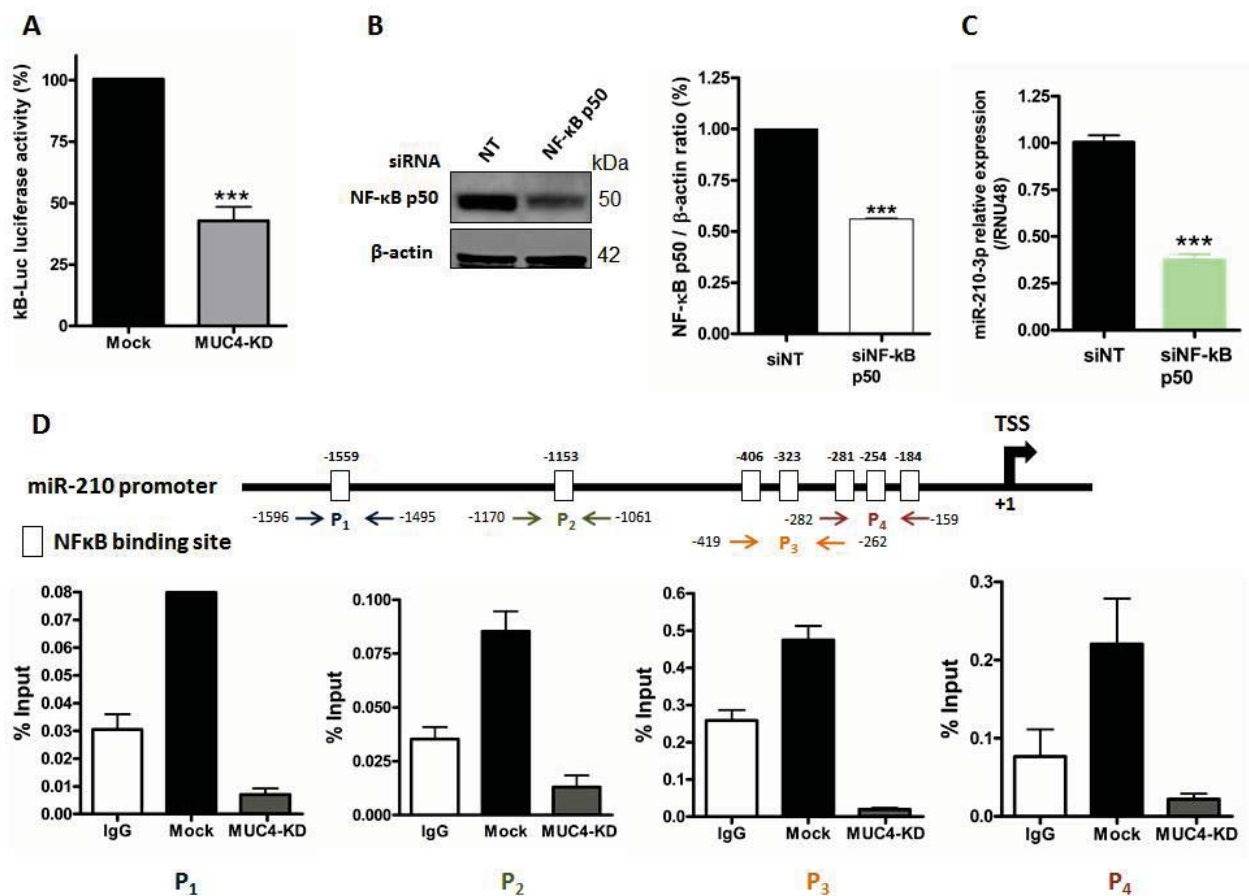 A
kB-Luc luciferase activity (%)
100
75
50
25
0
***
Mock
MUC4-KD
B
siRNA
NT
NF-κB p50
kDa
NF-κB p50
50
β-actin
42
NF-κB p50 / β-actin ratio (%)
1.25
1.00
0.75
0.50
0.25
0.00
***
siNT
siNF-kB
p50
C
miR-210-3p relative expression
(/RNU48)
1.25
1.00
0.75
0.50
0.25
0.00
***
siNT
siNF-kB
p50
D
TSS
-1559
-1153
-406
-323
-281
-254
-184
miR-210 promoter
+1
-1596
P1
-1495
-1170
P2
-1061
-282
P4
-159
-419
P3
-262
NFκB binding site
% Input
0.08
0.07
0.06
0.05
0.04
0.03
0.02
0.01
0.00
IgG
Mock
MUC4-KD
P1
% Input
0.100
0.075
0.050
0.025
0.000
IgG
Mock
MUC4-KD
P2
% Input
0.6
0.5
0.4
0.3
0.2
0.1
0.0
IgG
Mock
MUC4-KD
P3
% Input
0.3
0.2
0.1
0.0
IgG
Mock
MUC4-KD
P4